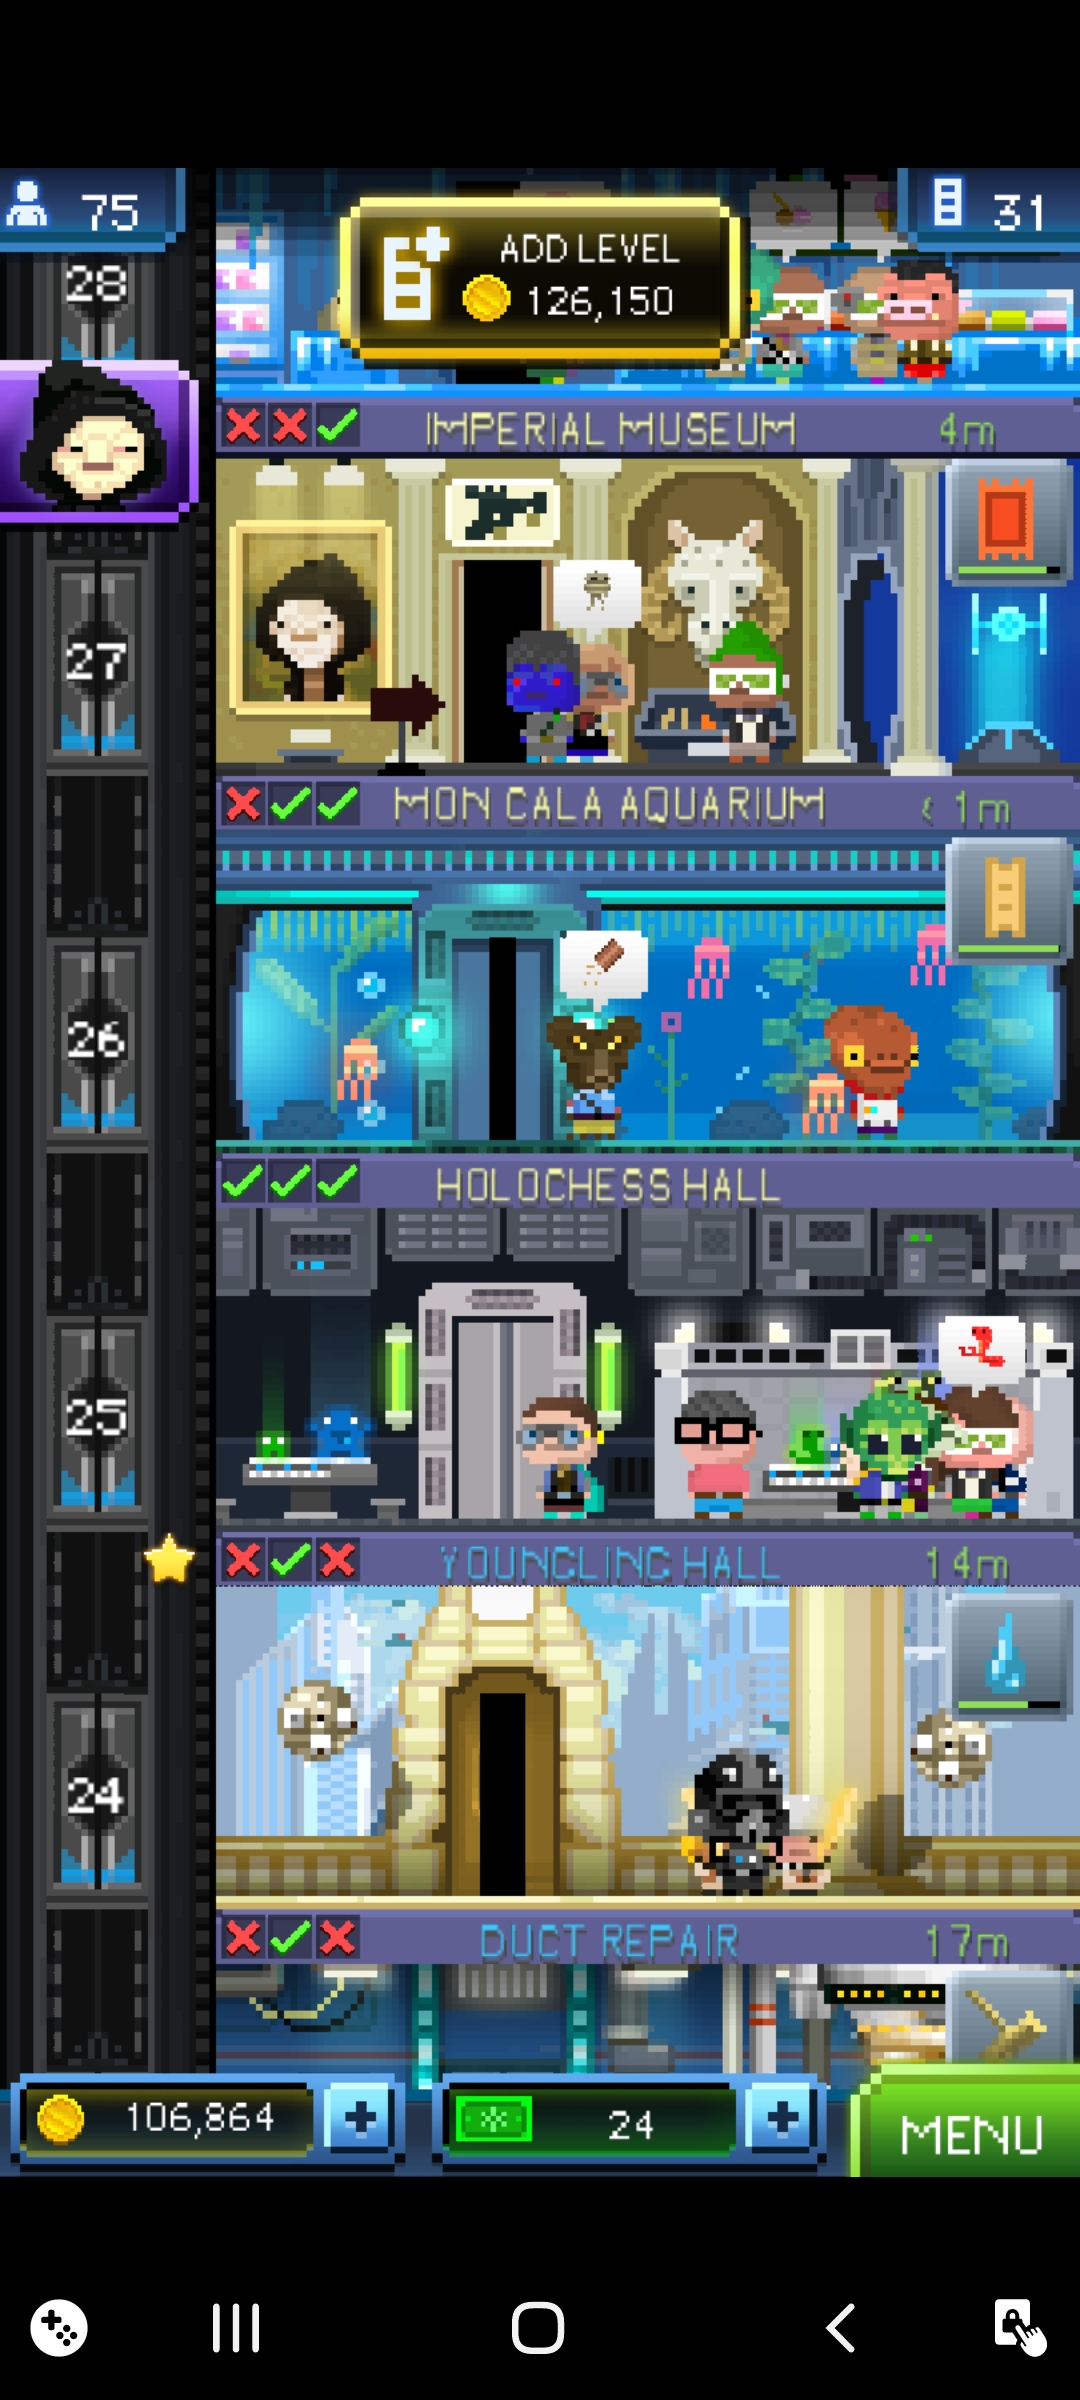 75
31
28
ADD LEVEL
126,150
IMPERIAL MUSEUM 4m
27
MON CALA AQUARIUM < 1m
26
HOLOCHESS HALL
25
YOUNGLING HALL 14m
24
DUCT REPAIR 17m
106,864
24
MENU